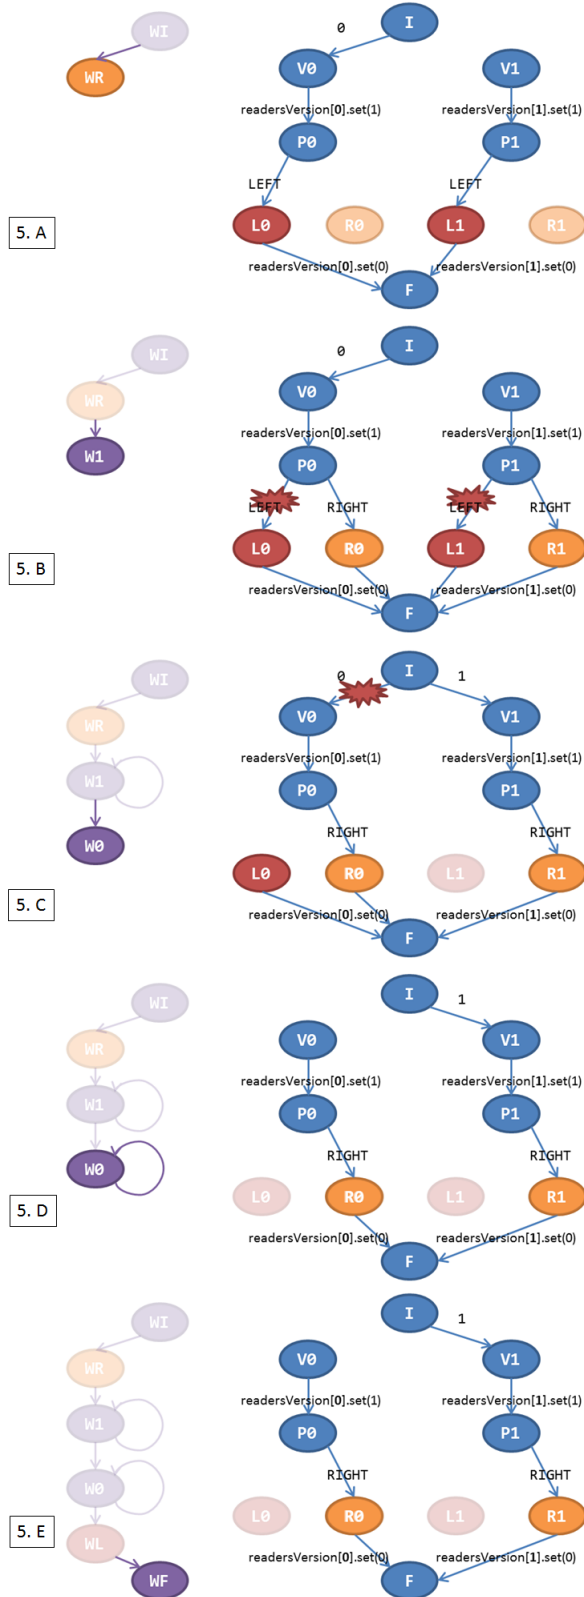 WI
I
0
WR
V0
V1
readersVersion[0].set(1)
readersVersion[1].set(1)
P0
P1
LEFT
LEFT
L0
R0
L1
R1
5. A
readersVersion[0].set(0)
readersVersion[1].set(0)
F
WI
I
0
WR
V0
V1
readersVersion[0].set(1)
readersVersion[1].set(1)
W1
P0
P1
LEFT
RIGHT
LEFT
RIGHT
L0
R0
L1
R1
5. B
readersVersion[0].set(0)
readersVersion[1].set(0)
F
WI
I
0
1
WR
V0
V1
readersVersion[0].set(1)
readersVersion[1].set(1)
W1
P0
P1
RIGHT
RIGHT
W0
L0
R0
L1
R1
5. C
readersVersion[0].set(0)
readersVersion[1].set(0)
F
WI
I
1
WR
V0
V1
readersVersion[0].set(1)
readersVersion[1].set(1)
W1
P0
P1
RIGHT
RIGHT
W0
L0
R0
L1
R1
5. D
readersVersion[0].set(0)
readersVersion[1].set(0)
F
WI
I
1
WR
V0
V1
readersVersion[0].set(1)
readersVersion[1].set(1)
W1
P0
P1
RIGHT
RIGHT
W0
L0
R0
L1
R1
5. E
WL
readersVersion[0].set(0)
readersVersion[1].set(0)
WF
F